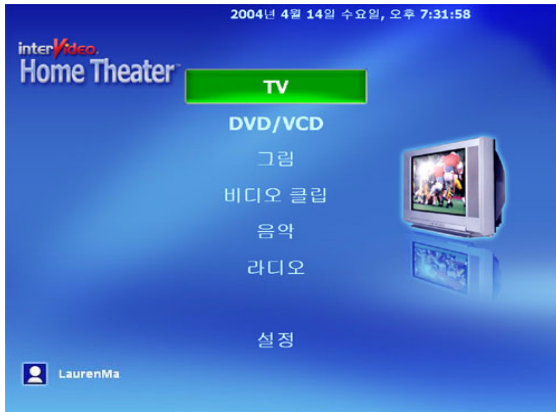 2004년 4월 14일 수요일, 오후 7:31:58
interVideo.
Home Theater
TV
DVD/VCD
그림
비디오 클립
음악
라디오
설정
LaurenMa